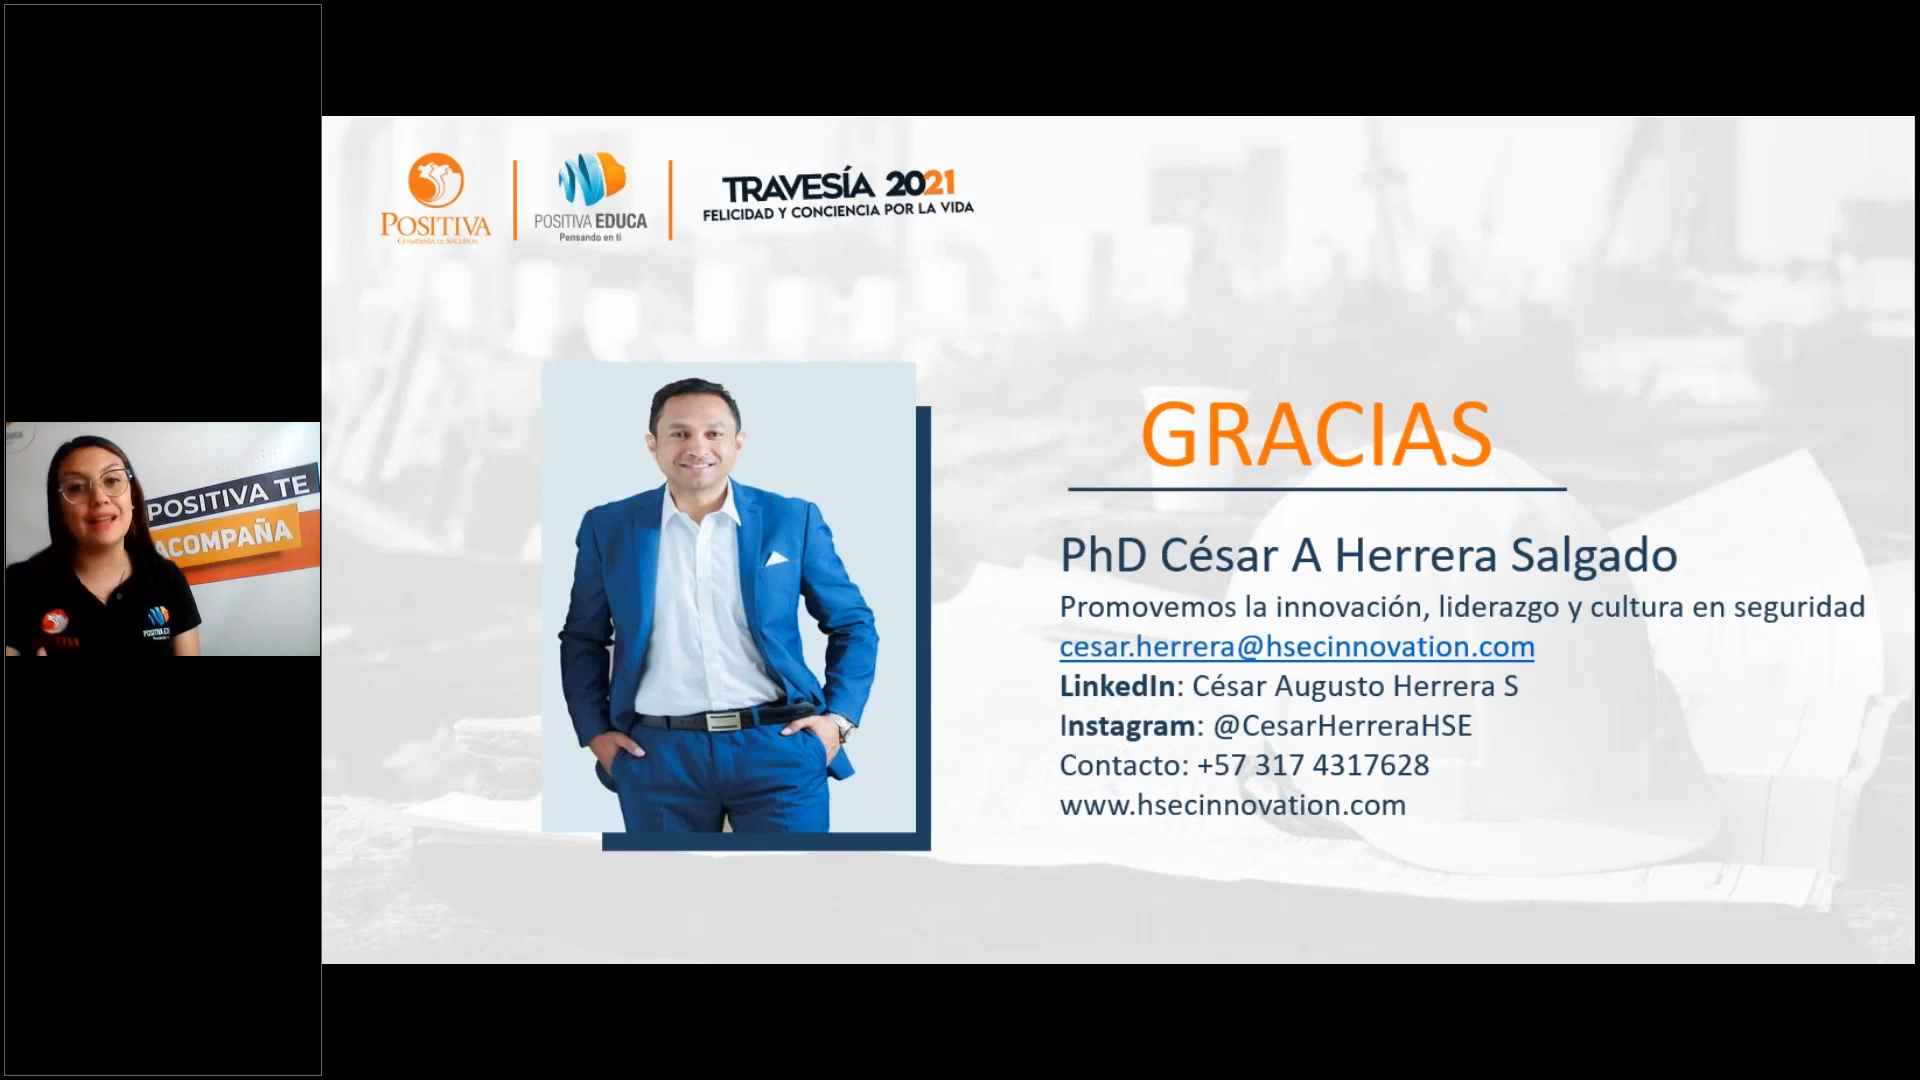 POSITIVA
COMPAÑÍA DE SEGUROS
POSITIVA EDUCA
Pensando en ti
TRAVESÍA 2021
FELICIDAD Y CONCIENCIA POR LA VIDA
POSITIVA TE
ACOMPAÑA
GRACIAS
PhD César A Herrera Salgado
Promovemos la innovación, liderazgo y cultura en seguridad
cesar.herrera@hsecinnovation.com
LinkedIn: César Augusto Herrera S
Instagram: @CesarHerreraHSE
Contacto: +57 317 4317628
www.hsecinnovation.com